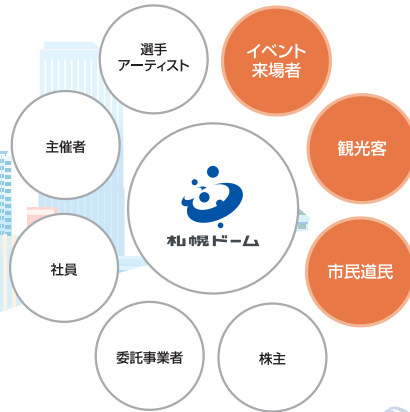 選手
アーティスト
イベント
来場者
主催者
観光客
札幌ドーム
社員
市民道民
委託事業者
株主